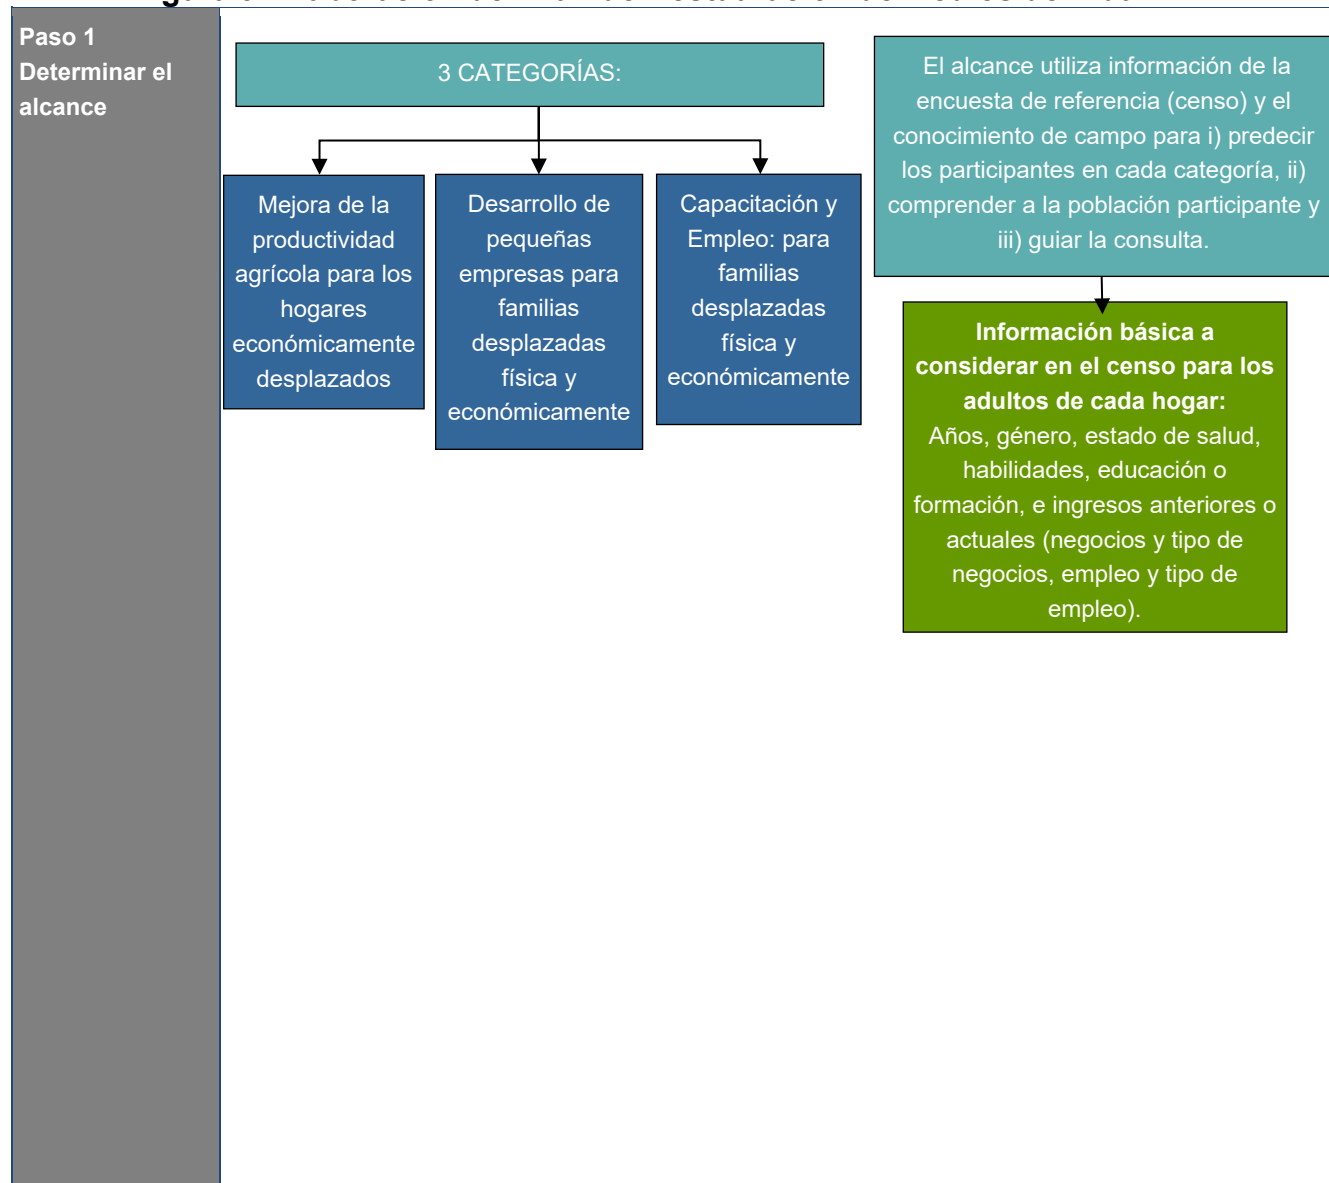 Paso 1
Determinar el
alcance
3 CATEGORÍAS:
Mejora de la
productividad
agrícola para los
hogares
económicamente
desplazados
Desarrollo de
pequeñas
empresas para
familias
desplazadas
física y
económicamente
Capacitación y
Empleo: para
familias
desplazadas
física y
económicamente
El alcance utiliza información de la
encuesta de referencia (censo) y el
conocimiento de campo para i) predecir
los participantes en cada categoría, ii)
comprender a la población participante y
iii) guiar la consulta.
Información básica a
considerar en el censo para los
adultos de cada hogar:
Años, género, estado de salud,
habilidades, educación o
formación, e ingresos anteriores o
actuales (negocios y tipo de
negocios, empleo y tipo de
empleo).